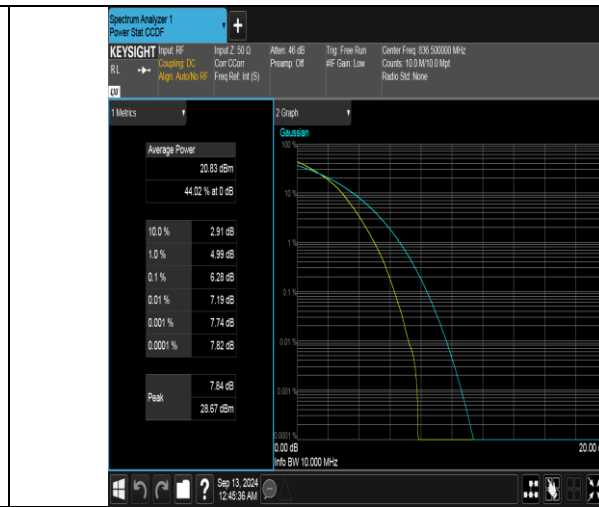 Spectrum Analyzer 1
Power Stat CCDF
+
KEYSIGHT Input: RF Input Z: 50 Ω Atten: 46 dB Trig: Free Run Center Freq: 836.500000 MHz
Coupling: DC Corr CCorr Preamp: Off #IF Gain: Low Counts: 10.0 M/10.0 Mpt
RL Align: Auto/No RF Freq Ref: Int (S) Radio Std: None
LXI
1 Metrics
2 Graph
Gaussian
Average Power
20.83 dBm
44.02 % at 0 dB
10.0 % 2.91 dB
1.0 % 4.99 dB
0.1 % 6.28 dB
0.01 % 7.19 dB
0.001 % 7.74 dB
0.0001 % 7.82 dB
Peak
7.84 dB
28.67 dBm
100 %
10 %
1 %
0.1 %
0.01 %
0.001 %
0.0001 %
0.00 dB 20.00
Info BW 10.000 MHz
?
Sep 13, 2024
12:45:36 AM